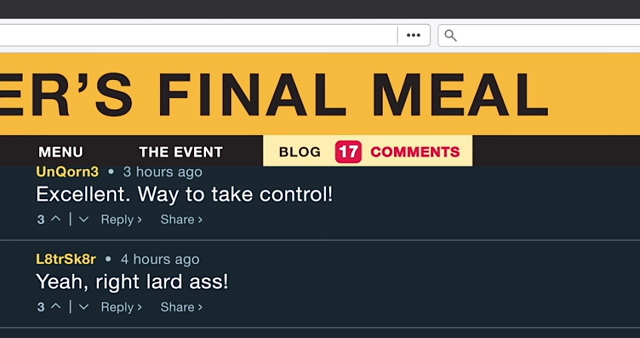 ER'S FINAL MEAL
MENU THE EVENT BLOG 17 COMMENTS
UnQorn3 • 3 hours ago
Excellent. Way to take control!
3 Reply › Share ›
L8trSk8r • 4 hours ago
Yeah, right lard ass!
3 Reply › Share ›